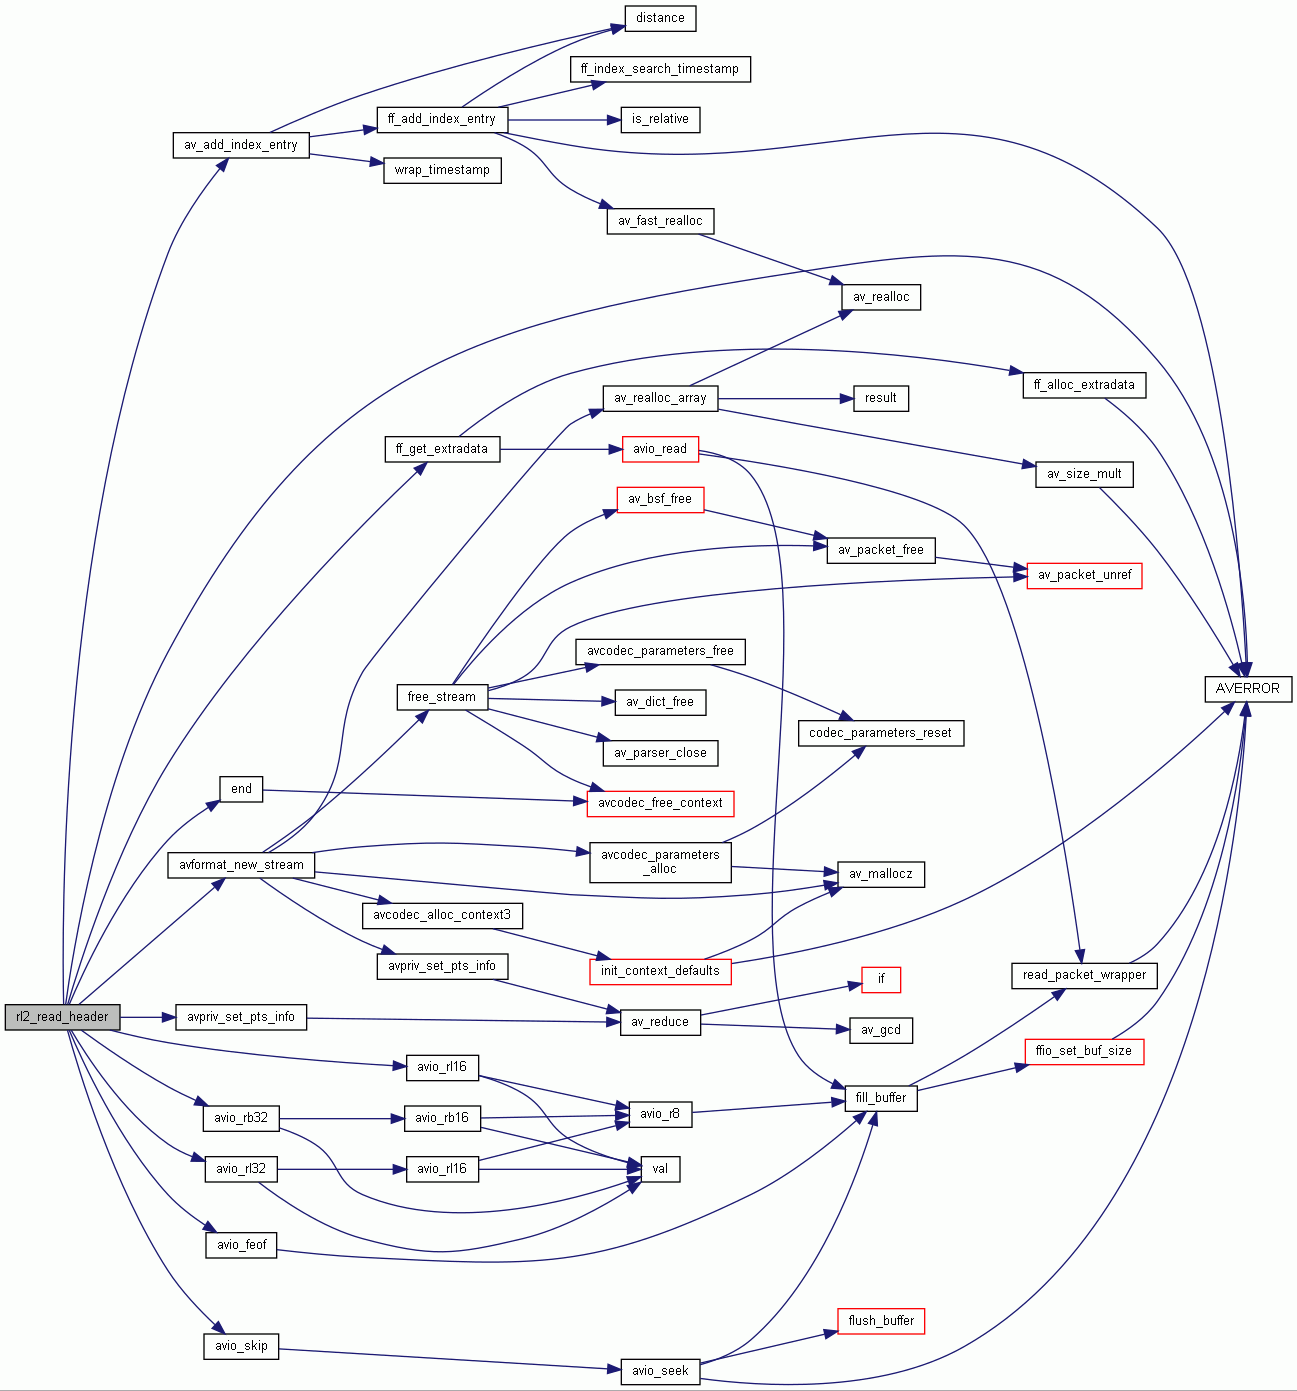 distance
ff_index_search_timestamp
ff_add_index_entry
is_relative
av_add_index_entry
wrap_timestamp
av_fast_realloc
av_realloc
ff_alloc_extradata
av_realloc_array
result
ff_get_extradata
avio_read
av_size_mult
av_bsf_free
av_packet_free
av_packet_unref
avcodec_parameters_free
free_stream
AVERROR
av_dict_free
codec_parameters_reset
av_parser_close
end
avcodec_free_context
avformat_new_stream
avcodec_parameters
_alloc
av_mallocz
avcodec_alloc_context3
avpriv_set_pts_info
init_context_defaults
if
read_packet_wrapper
rl2_read_header
avpriv_set_pts_info
av_reduce
av_gcd
ffio_set_buf_size
avio_rl16
fill_buffer
avio_rb32
avio_rb16
avio_r8
avio_rl32
avio_rl16
val
avio_feof
flush_buffer
avio_skip
avio_seek